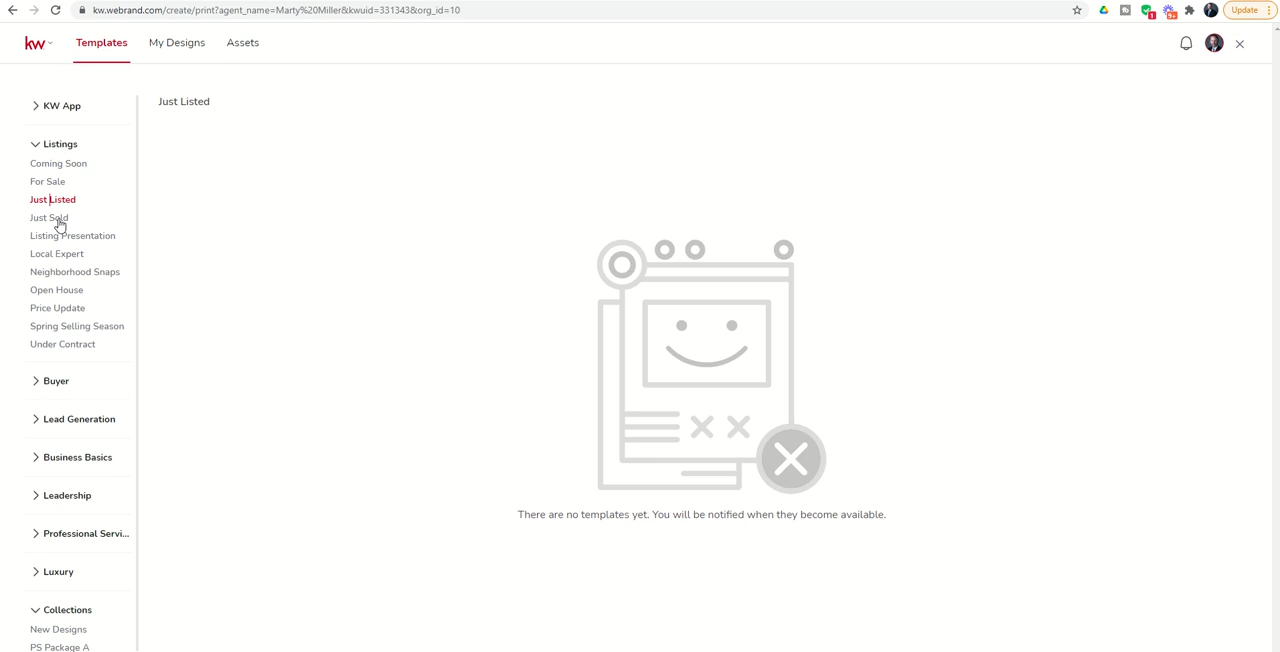 kw.webrand.com/create/print?agent_name=Marty%20Miller&kwuid=331343&org_id=10
1
9+
Update
kw
Templates
My Designs
Assets
KW App
Listings
Coming Soon
For Sale
Just Listed
Just Sold
Listing Presentation
Local Expert
Neighborhood Snaps
Open House
Price Update
Spring Selling Season
Under Contract
Buyer
Lead Generation
Business Basics
Leadership
Professional Servi...
Luxury
Collections
New Designs
PS Package A
Just Listed
There are no templates yet. You will be notified when they become available.